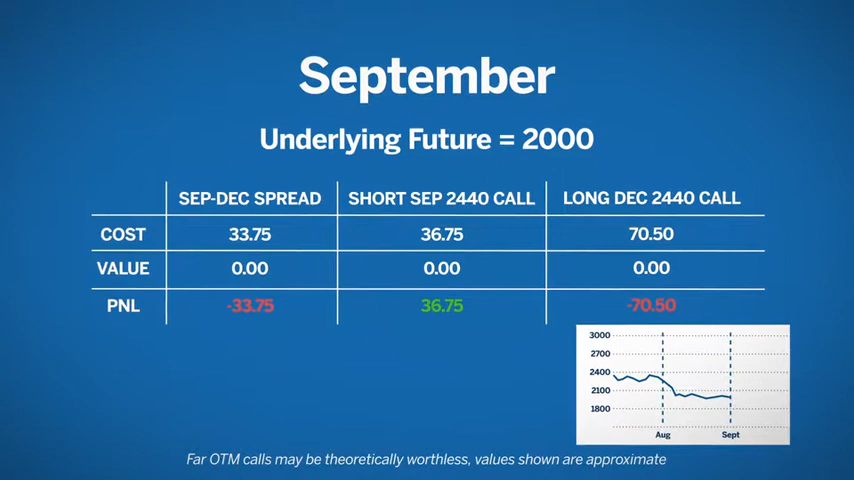 September
Underlying Future = 2000
SEP-DEC SPREAD SHORT SEP 2440 CALL LONG DEC 2440 CALL
COST 33.75 36.75 70.50
VALUE 0.00 0.00 0.00
PNL -33.75 36.75 -70.50
3000
2700
2400
2100
1800
Aug Sept
Far OTM calls may be theoretically worthless, values shown are approximate